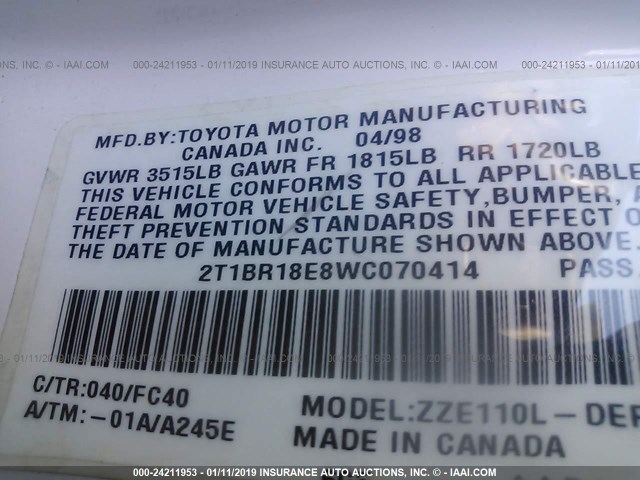 INSURANCE AUTO AUCTIONS, INC. - © IAAI.COM 000-24211953 - 01/11/2019 INSURANCE AUTO AUCTIONS, INC. - © IAAI.COM 000-24211953 - 01/11/2019
MFD.BY:TOYOTA MOTOR MANUFACTURING
CANADA INC. 04/98
GVWR 3515LB GAWR FR 1815LB RR 1720LB
THIS VEHICLE CONFORMS TO ALL APPLICABLE
FEDERAL MOTOR VEHICLE SAFETY,BUMPER,
THEFT PREVENTION STANDARDS IN EFFECT O
THE DATE OF MANUFACTURE SHOWN ABOVE.
2T1BR18E8WC070414 PASS
C/TR:040/FC40
A/TM:-01A/A245E
MODEL:ZZE110L-DEP
MADE IN CANADA
000-24211953 - 01/11/2019 INSURANCE AUTO AUCTIONS, INC. - © IAAI.COM